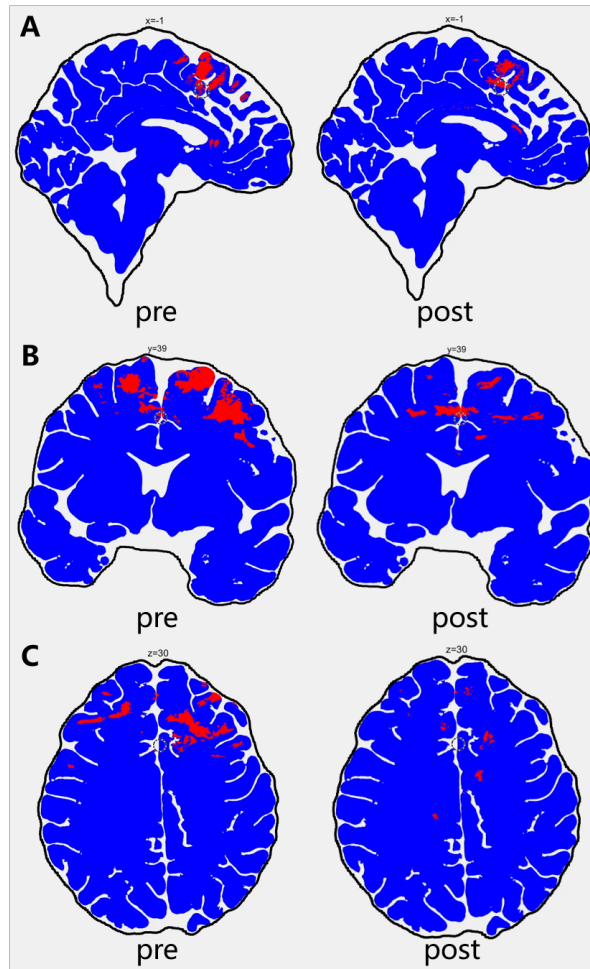 A
x=-1
x=-1
pre
post
B
y=39
y=39
pre
post
C
z=30
z=30
pre
post